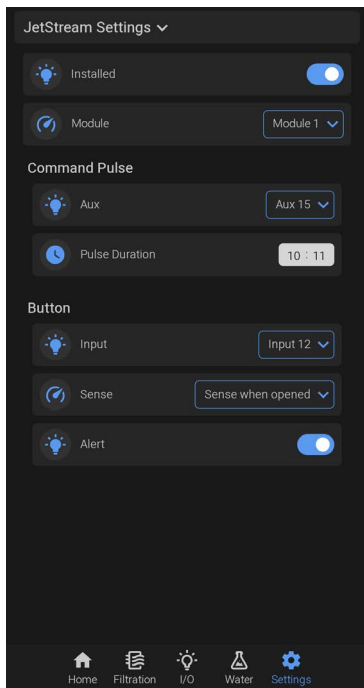 JetStream Settings
Installed
Module Module 1
Command Pulse
Aux Aux 15
Pulse Duration 10 : 11
Button
Input Input 12
Sense Sense when opened
Alert
Home Filtration I/O Water Settings